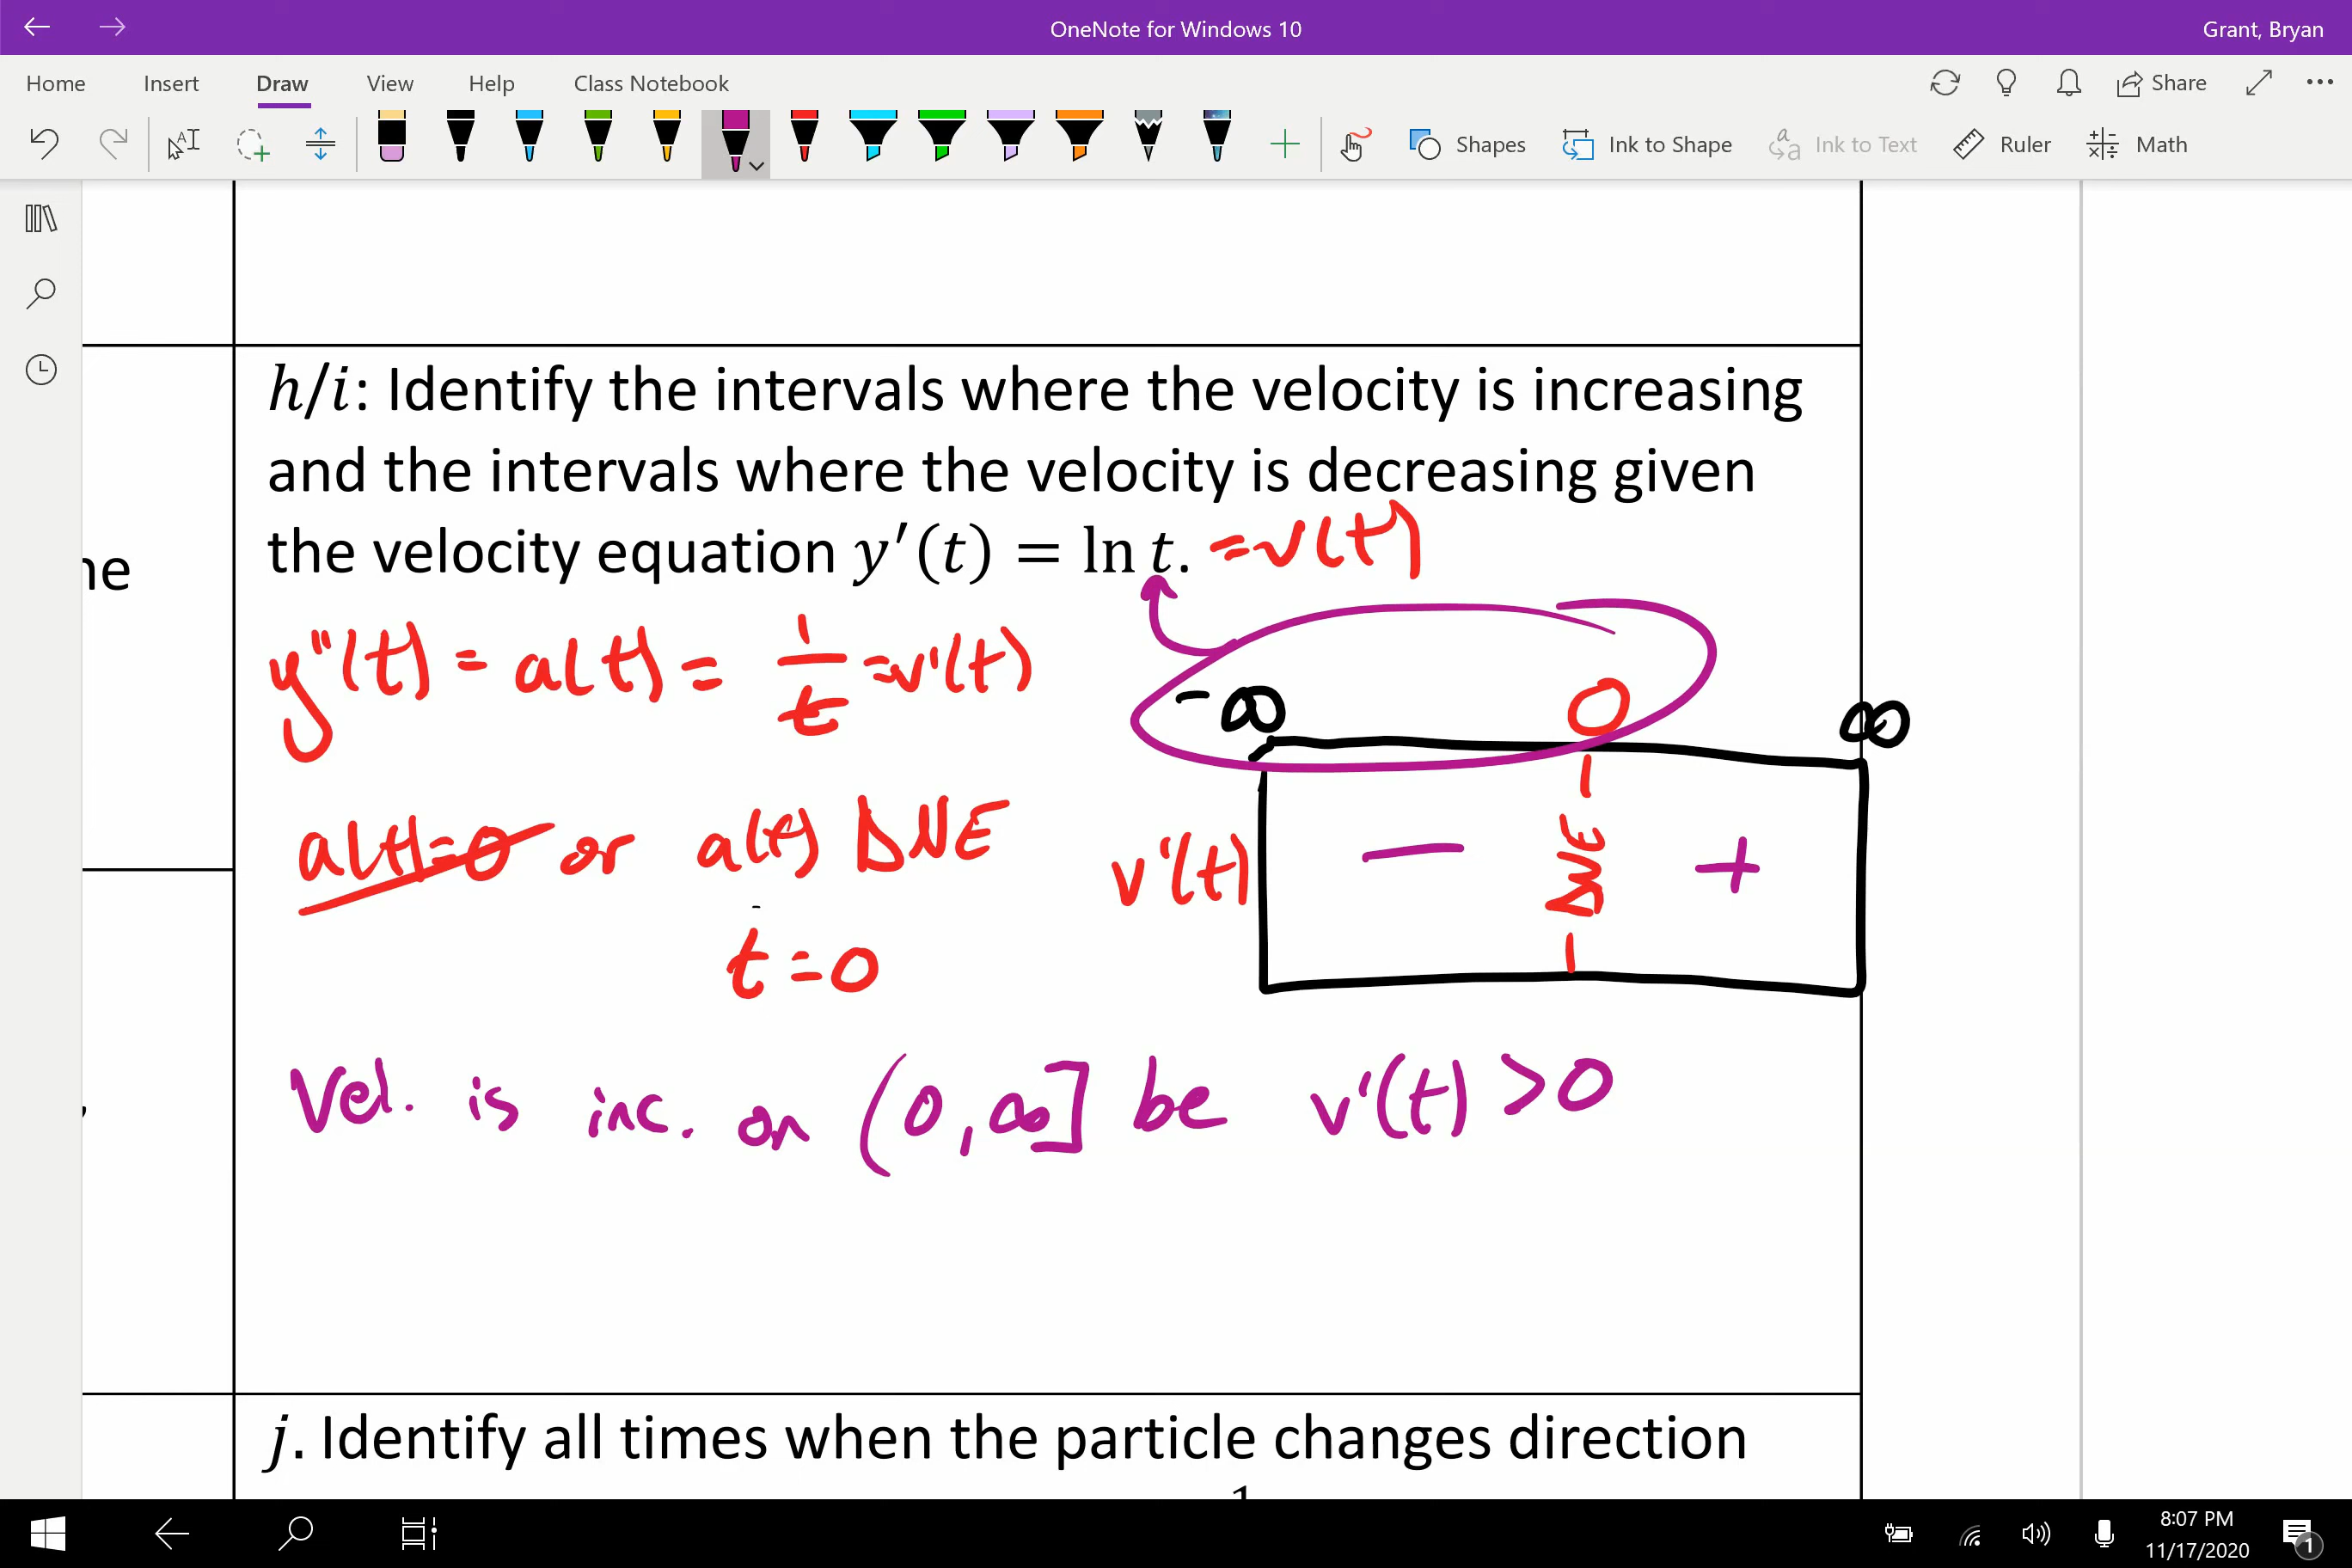 OneNote for Windows 10
Grant, Bryan
Home Insert Draw View Help Class Notebook
Share
Shapes Ink to Shape Ink to Text Ruler Math
h/i: Identify the intervals where the velocity is increasing
and the intervals where the velocity is decreasing given
the velocity equation y′(t) = ln t. =v(t)
ne
y"(t) = a(t) = 1/t = v'(t)
-∞ 0 ∞
a(t)=0 or a(t) DNE
v'(t) — DNE +
t = 0
Vel. is inc. on (0, ∞] bc v'(t) > 0
j. Identify all times when the particle changes direction
8:07 PM
11/17/2020
1